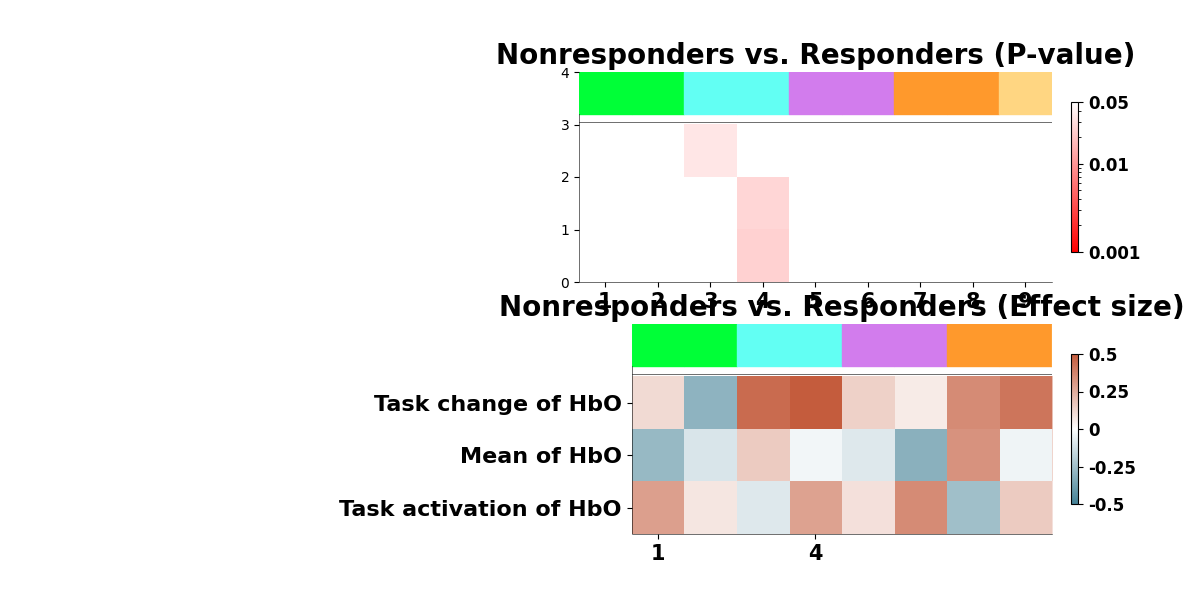 Nonresponders vs. Responders (P-value)
4
3
2
1
0
0.05
0.01
0.001
1 2 3 4 5 6 7 8 9
Nonresponders vs. Responders (Effect size)
Task change of HbO
Mean of HbO
Task activation of HbO
0.5
0.25
0
-0.25
-0.5
1 4